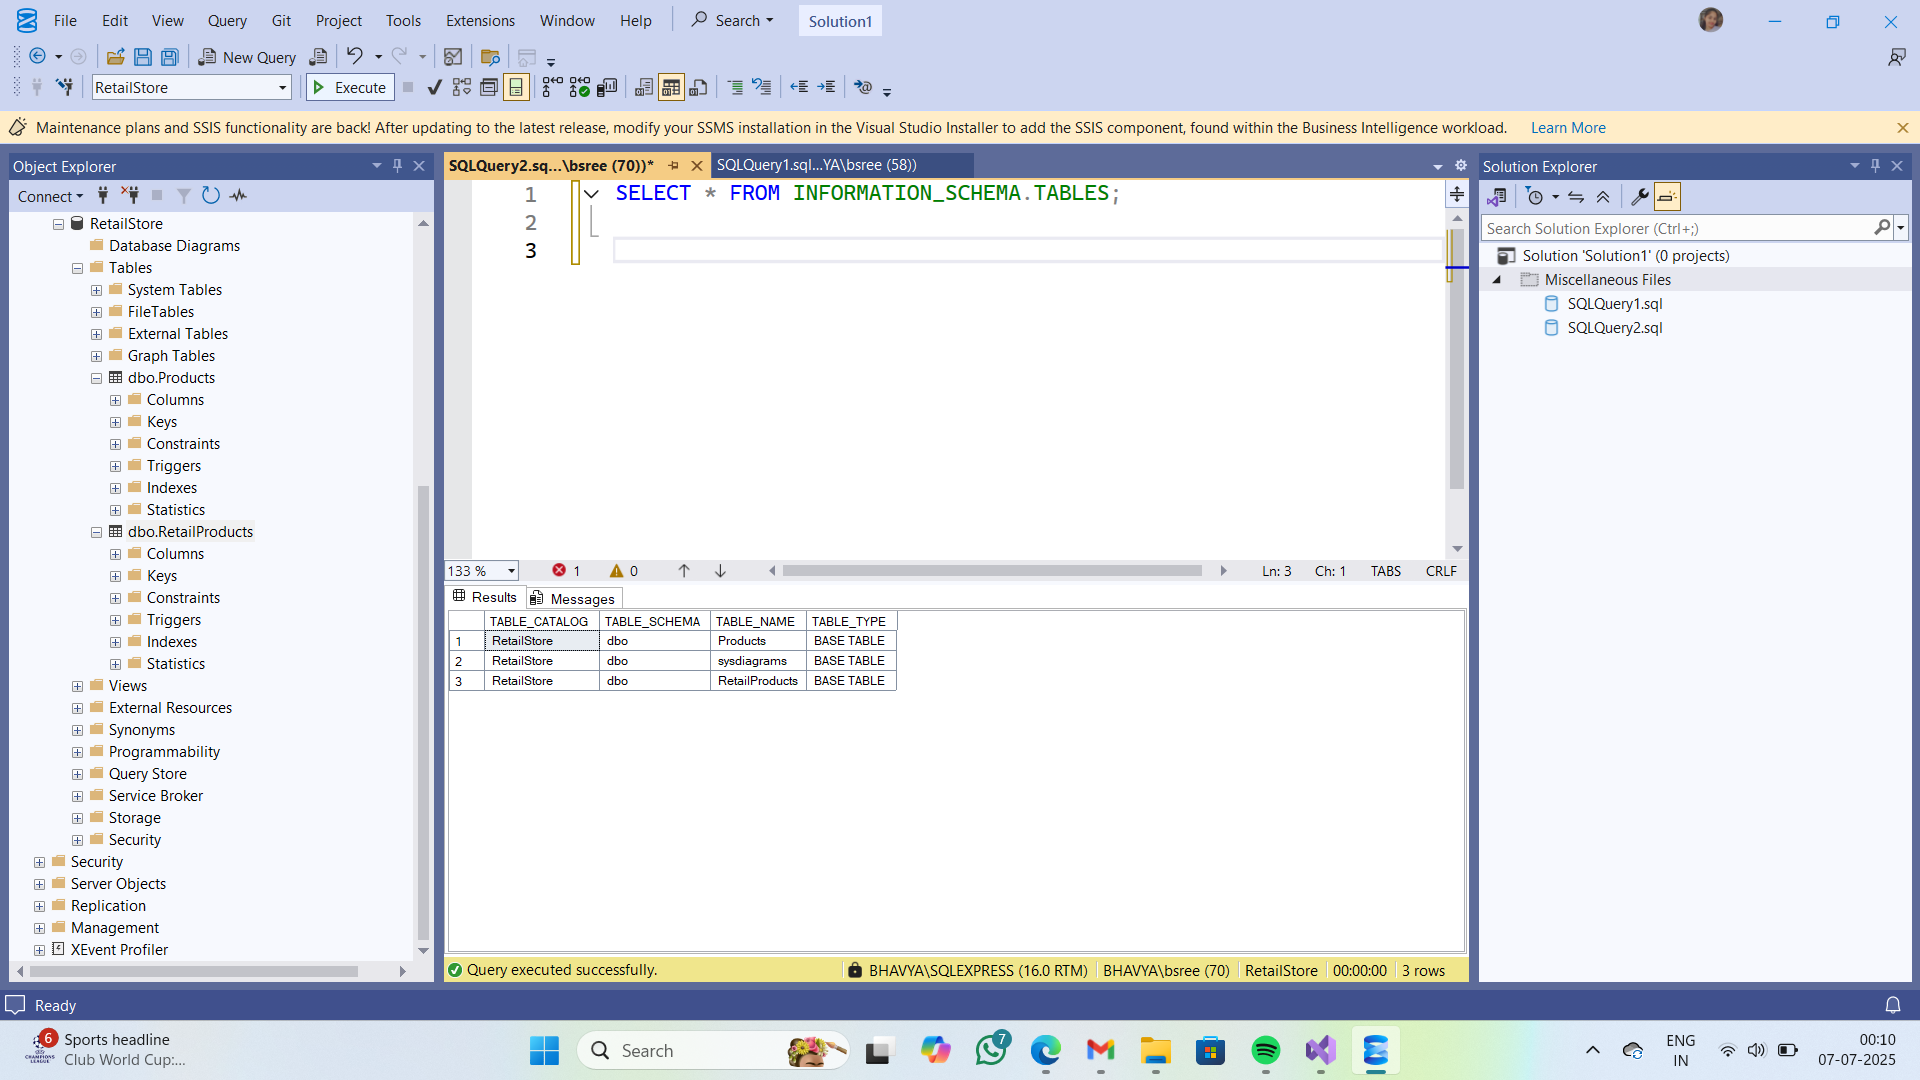 File Edit View Query Git Project Tools Extensions Window Help Search Solution1
New Query
RetailStore Execute
Maintenance plans and SSIS functionality are back! After updating to the latest release, modify your SSMS installation in the Visual Studio Installer to add the SSIS component, found within the Business Intelligence workload. Learn More
Object Explorer
Connect
RetailStore
Database Diagrams
Tables
System Tables
FileTables
External Tables
Graph Tables
dbo.Products
Columns
Keys
Constraints
Triggers
Indexes
Statistics
dbo.RetailProducts
Columns
Keys
Constraints
Triggers
Indexes
Statistics
Views
External Resources
Synonyms
Programmability
Query Store
Service Broker
Storage
Security
Security
Server Objects
Replication
Management
XEvent Profiler
SQLQuery2.sq...\bsree (70))* SQLQuery1.sql...YA\bsree (58))
1 SELECT * FROM INFORMATION_SCHEMA.TABLES;
2
3
133 % 1 0 Ln: 3 Ch: 1 TABS CRLF
Results Messages
TABLE_CATALOG TABLE_SCHEMA TABLE_NAME TABLE_TYPE
1 RetailStore dbo Products BASE TABLE
2 RetailStore dbo sysdiagrams BASE TABLE
3 RetailStore dbo RetailProducts BASE TABLE
Query executed successfully. BHAVYA\SQLEXPRESS (16.0 RTM) BHAVYA\bsree (70) RetailStore 00:00:00 3 rows
Solution Explorer
Search Solution Explorer (Ctrl+;)
Solution 'Solution1' (0 projects)
Miscellaneous Files
SQLQuery1.sql
SQLQuery2.sql
Ready
6 Sports headline
Club World Cup:...
Search
7
ENG
IN
00:10
07-07-2025